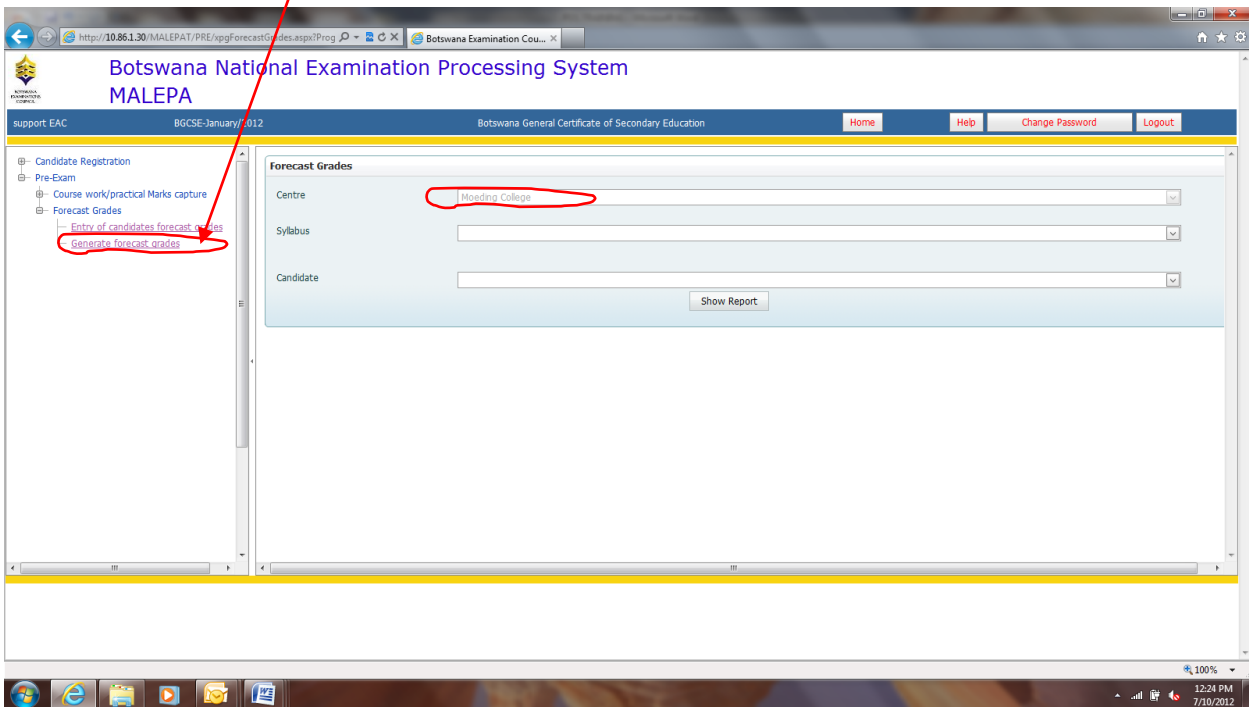 http://10.86.1.30/MALEPAT/PRE/xpgForecastGrades.aspx?Prog
Botswana Examination Cou...
Botswana National Examination Processing System
MALEPA
BOTSWANA
EXAMINATIONS
COUNCIL
support EAC
BGCSE-January/2012
Botswana General Certificate of Secondary Education
Home
Help
Change Password
Logout
Candidate Registration
Pre-Exam
Course work/practical Marks capture
Forecast Grades
Entry of candidates forecast grades
Generate forecast grades
Forecast Grades
Centre
Moeding College
Syllabus
Candidate
Show Report
100%
12:24 PM
7/10/2012